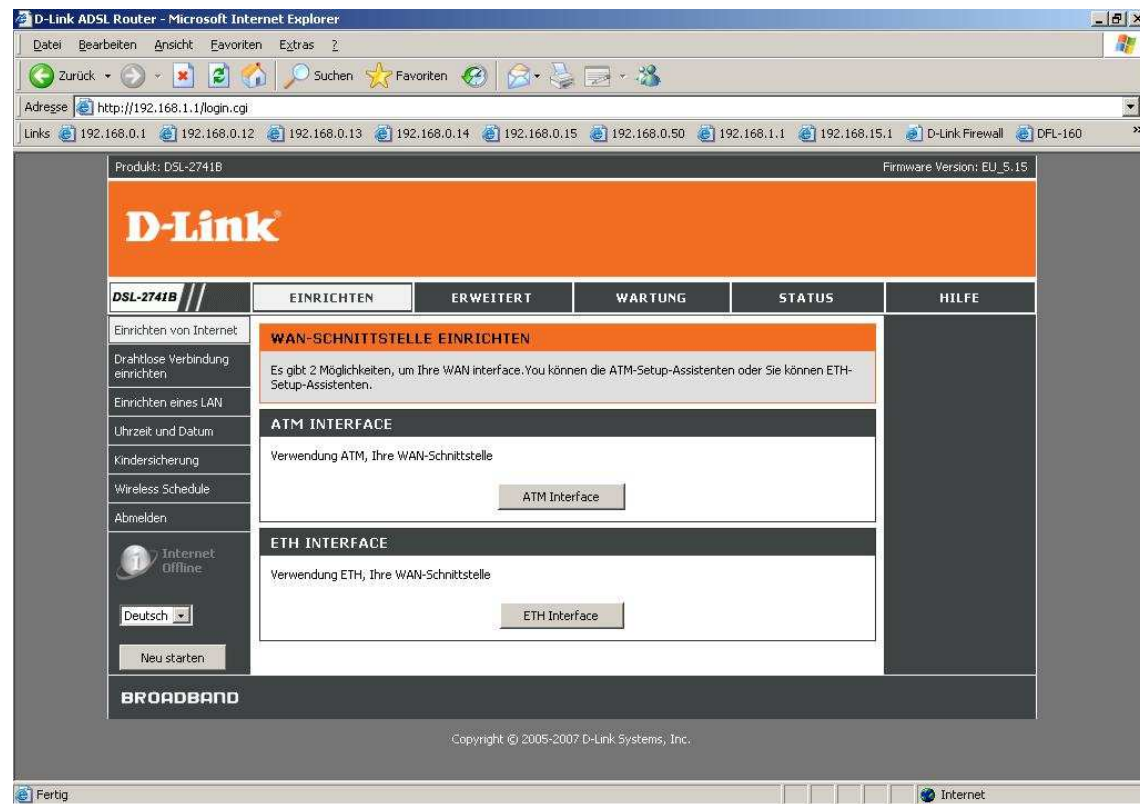 D-Link ADSL Router - Microsoft Internet Explorer
Datei Bearbeiten Ansicht Favoriten Extras ?
Zurück Suchen Favoriten
Adresse http://192.168.1.1/login.cgi
Links 192.168.0.1 192.168.0.12 192.168.0.13 192.168.0.14 192.168.0.15 192.168.0.50 192.168.1.1 192.168.15.1 D-Link Firewall DFL-160 »
Produkt: DSL-2741B Firmware Version: EU_5.15
D-Link®
DSL-2741B EINRICHTEN ERWEITERT WARTUNG STATUS HILFE
Einrichten von Internet
Drahtlose Verbindung
einrichten
Einrichten eines LAN
Uhrzeit und Datum
Kindersicherung
Wireless Schedule
Abmelden
Internet
Offline
Deutsch
Neu starten
WAN-SCHNITTSTELLE EINRICHTEN
Es gibt 2 Möglichkeiten, um Ihre WAN interface.You können die ATM-Setup-Assistenten oder Sie können ETH-
Setup-Assistenten.
ATM INTERFACE
Verwendung ATM, Ihre WAN-Schnittstelle
ATM Interface
ETH INTERFACE
Verwendung ETH, Ihre WAN-Schnittstelle
ETH Interface
BROADBAND
Copyright © 2005-2007 D-Link Systems, Inc.
Fertig Internet